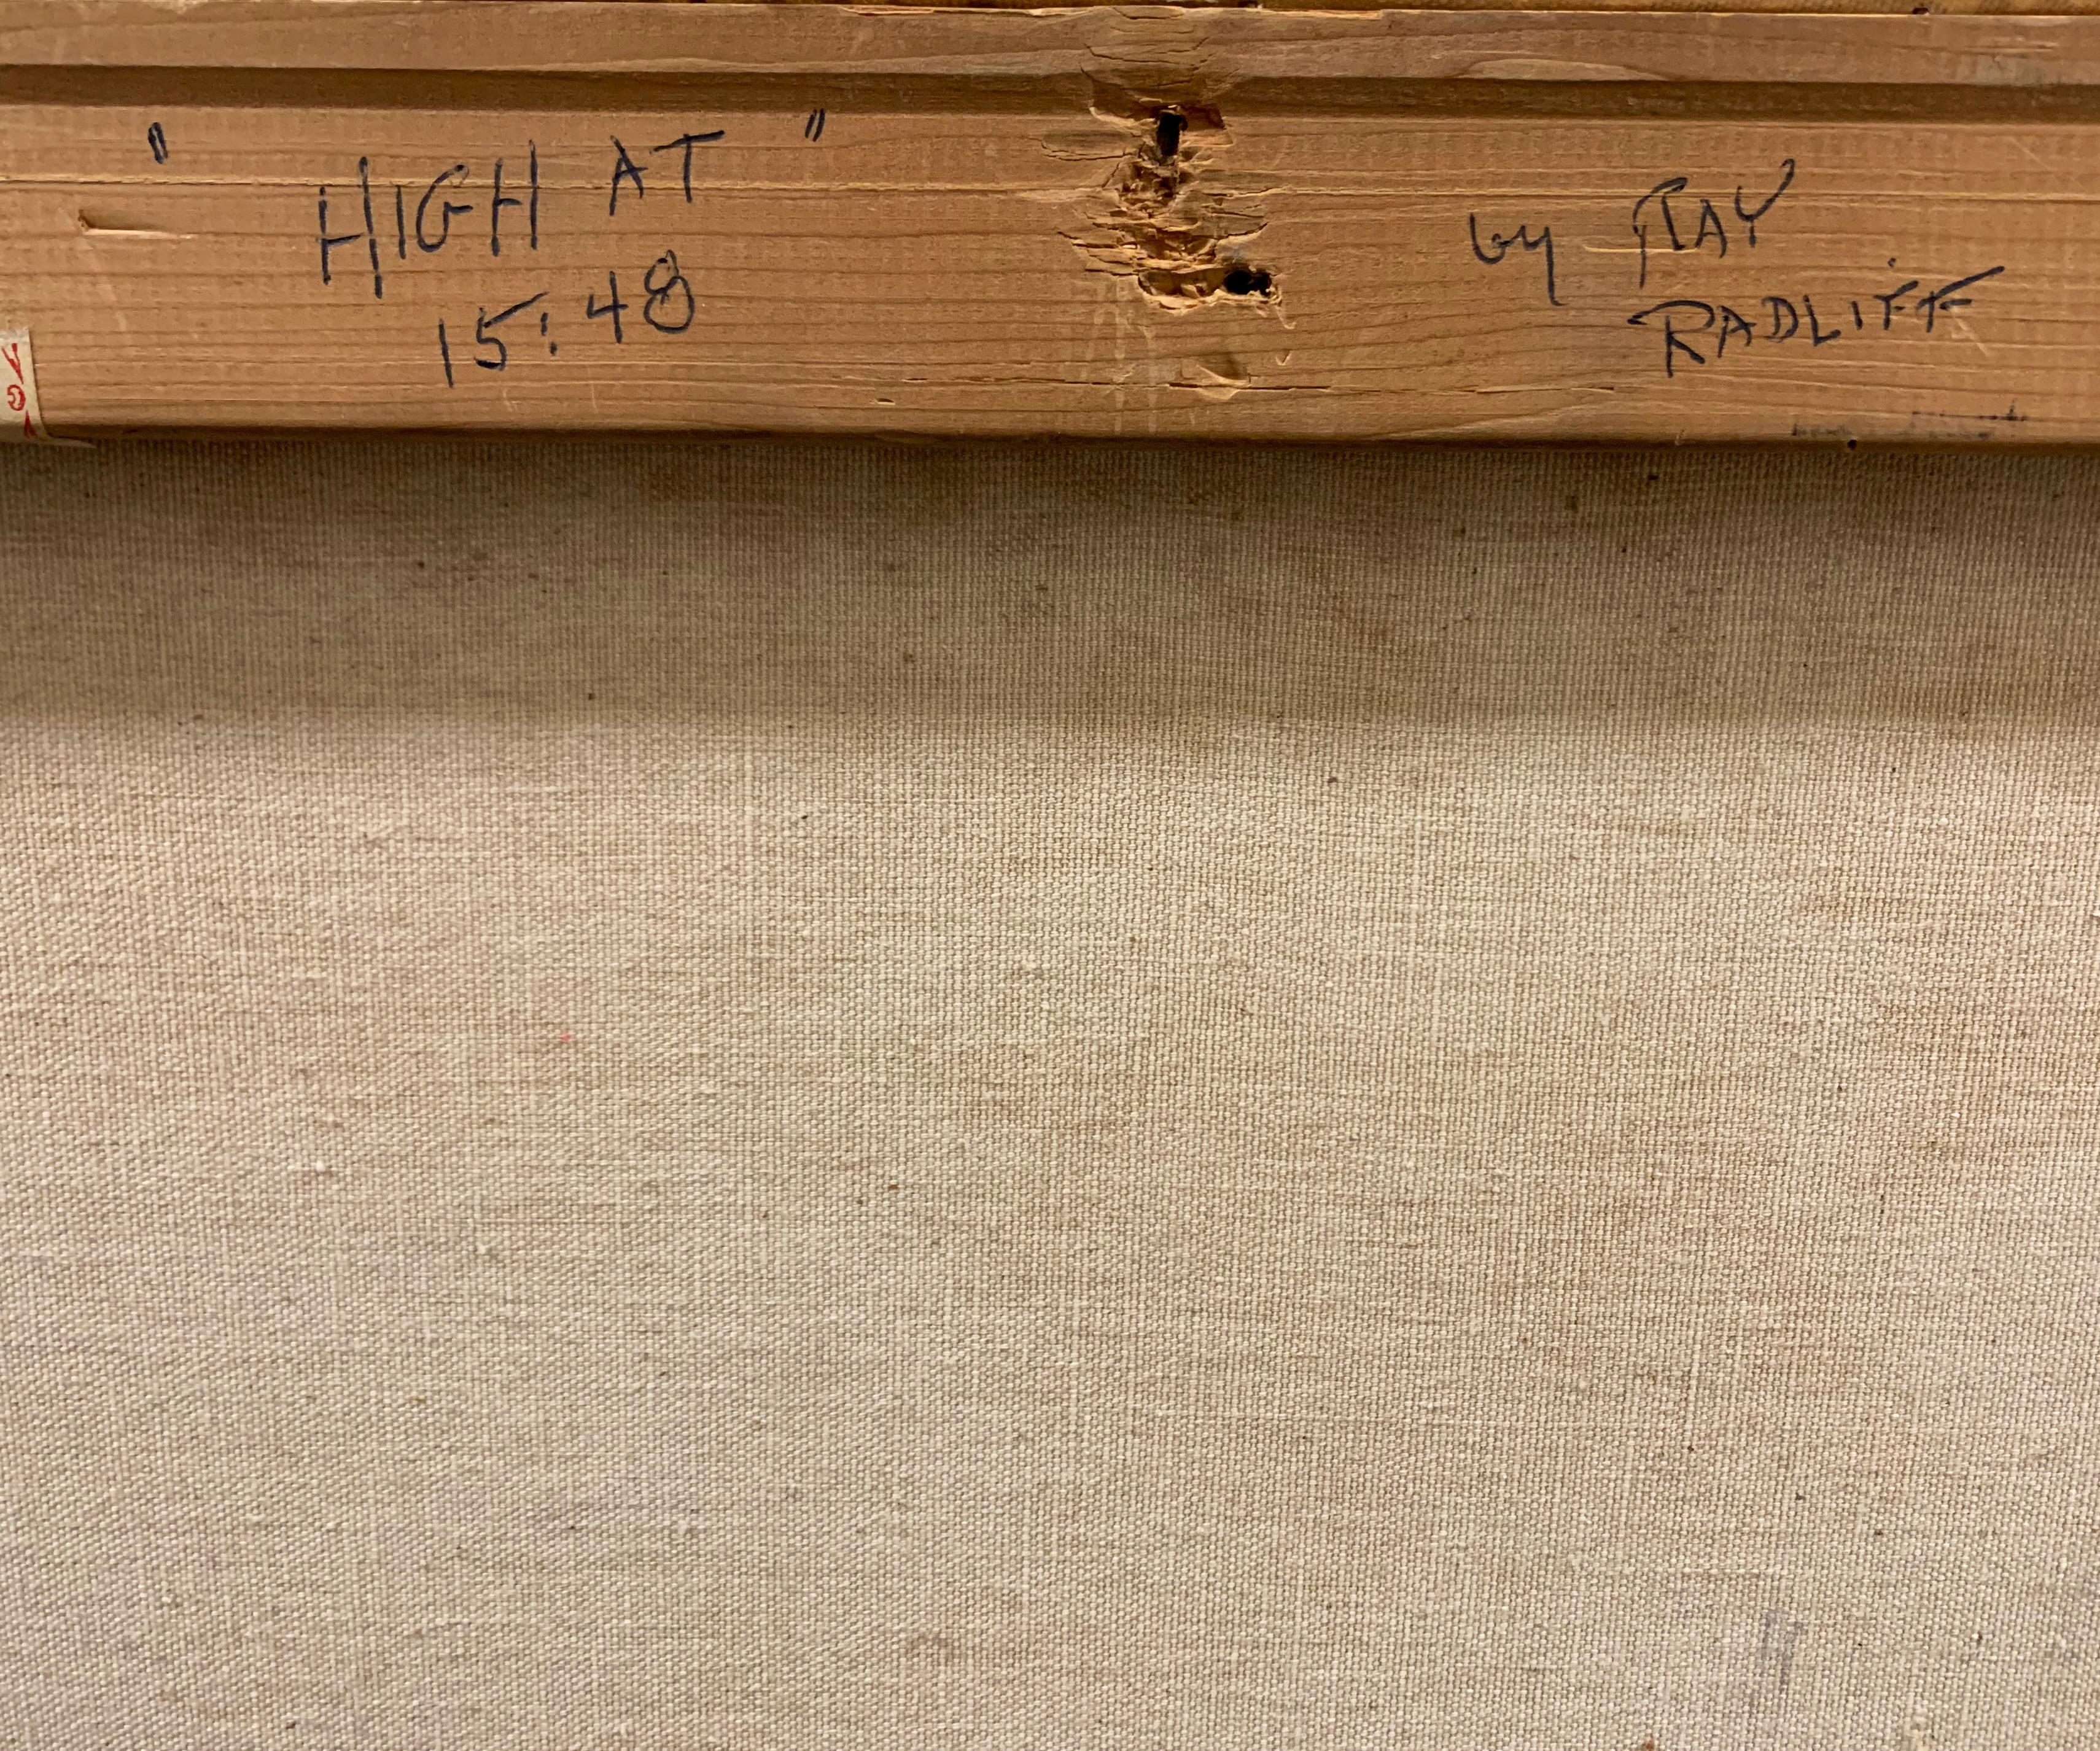 " HIGH AT "
15:48
by RAY
RADLIFF